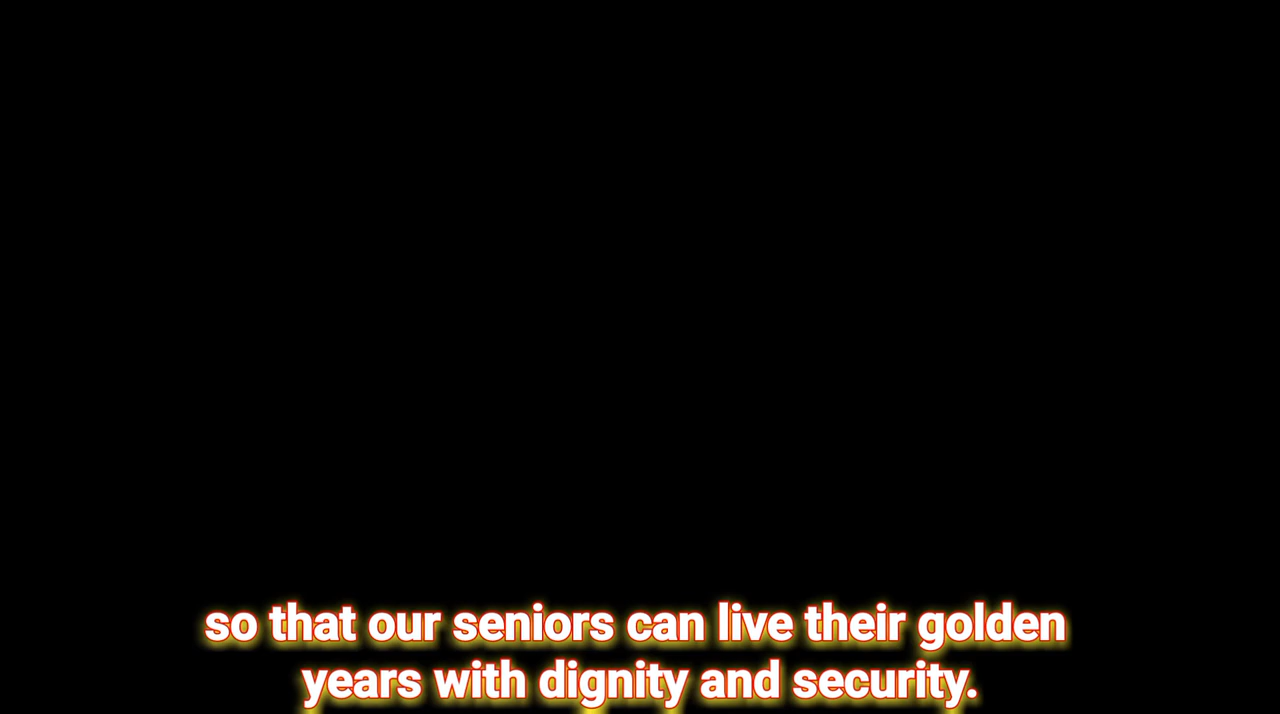 so that our seniors can live their golden
years with dignity and security.